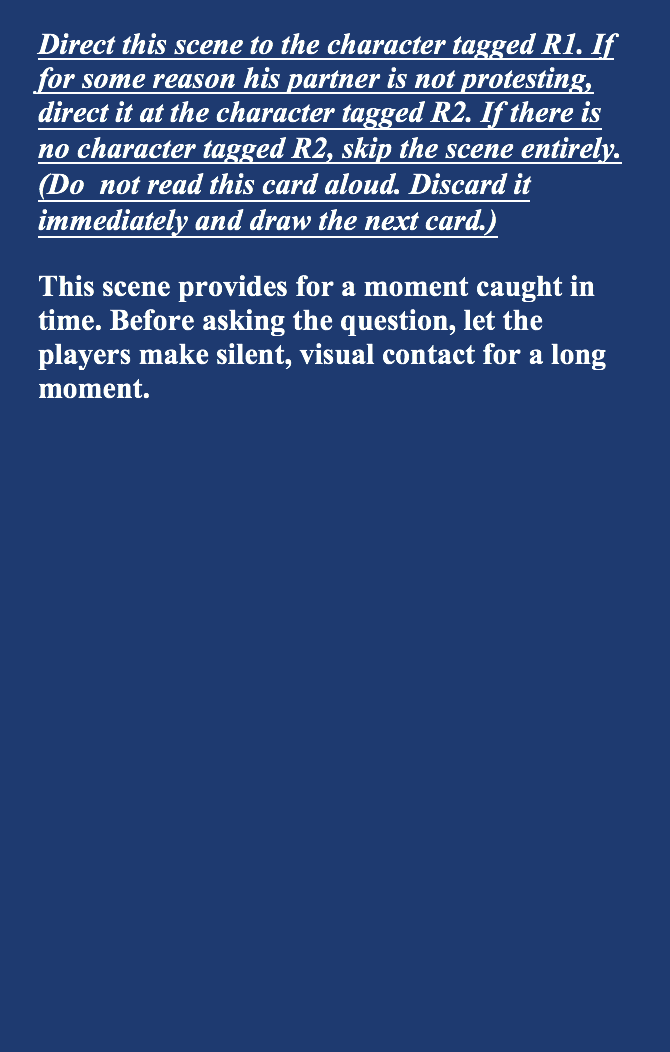 Direct this scene to the character tagged R1. If
for some reason his partner is not protesting,
direct it at the character tagged R2. If there is
no character tagged R2, skip the scene entirely.
(Do  not read this card aloud. Discard it
immediately and draw the next card.)
This scene provides for a moment caught in
time. Before asking the question, let the
players make silent, visual contact for a long
moment.